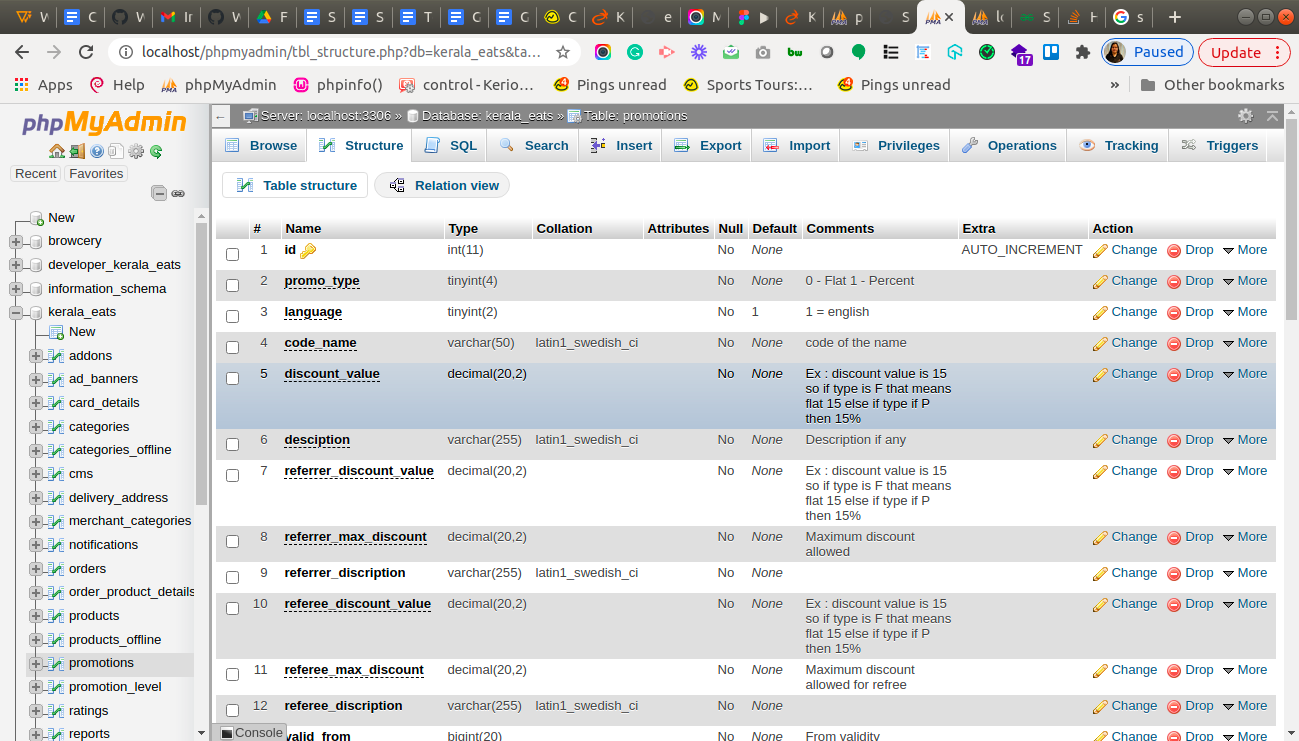 W
C
W
In
W
F
S
S
T
C
C
C
K
e
M
K
p
S
lo
S
H
s
localhost/phpmyadmin/tbl_structure.php?db=kerala_eats&ta…
bw
17
Paused
Update
Apps
Help
phpMyAdmin
phpinfo()
control - Kerio…
Pings unread
Sports Tours:…
Pings unread
»
Other bookmarks
phpMyAdmin
Recent
Favorites
New
browcery
developer_kerala_eats
information_schema
kerala_eats
New
addons
ad_banners
card_details
categories
categories_offline
cms
delivery_address
merchant_categories
notifications
orders
order_product_details
products
products_offline
promotions
promotion_level
ratings
reports
Server: localhost:3306 » Database: kerala_eats » Table: promotions
Browse Structure SQL Search Insert Export Import Privileges Operations Tracking Triggers
Table structure Relation view
# Name Type Collation Attributes Null Default Comments Extra Action
1 id int(11) No None AUTO_INCREMENT Change Drop More
2 promo_type tinyint(4) No None 0 - Flat 1 - Percent Change Drop More
3 language tinyint(2) No 1 1 = english Change Drop More
4 code_name varchar(50) latin1_swedish_ci No None code of the name Change Drop More
5 discount_value decimal(20,2) No None Ex : discount value is 15 Change Drop More
so if type is F that means
flat 15 else if type if P
then 15%
6 desciption varchar(255) latin1_swedish_ci No None Description if any Change Drop More
7 referrer_discount_value decimal(20,2) No None Ex : discount value is 15 Change Drop More
so if type is F that means
flat 15 else if type if P
then 15%
8 referrer_max_discount decimal(20,2) No None Maximum discount Change Drop More
allowed
9 referrer_discription varchar(255) latin1_swedish_ci No None Change Drop More
10 referee_discount_value decimal(20,2) No None Ex : discount value is 15 Change Drop More
so if type is F that means
flat 15 else if type if P
then 15%
11 referee_max_discount decimal(20,2) No None Maximum discount Change Drop More
allowed for refree
12 referee_discription varchar(255) latin1_swedish_ci No None Change Drop More
valid_from bigint(20) No None From validity Change Drop More
Console